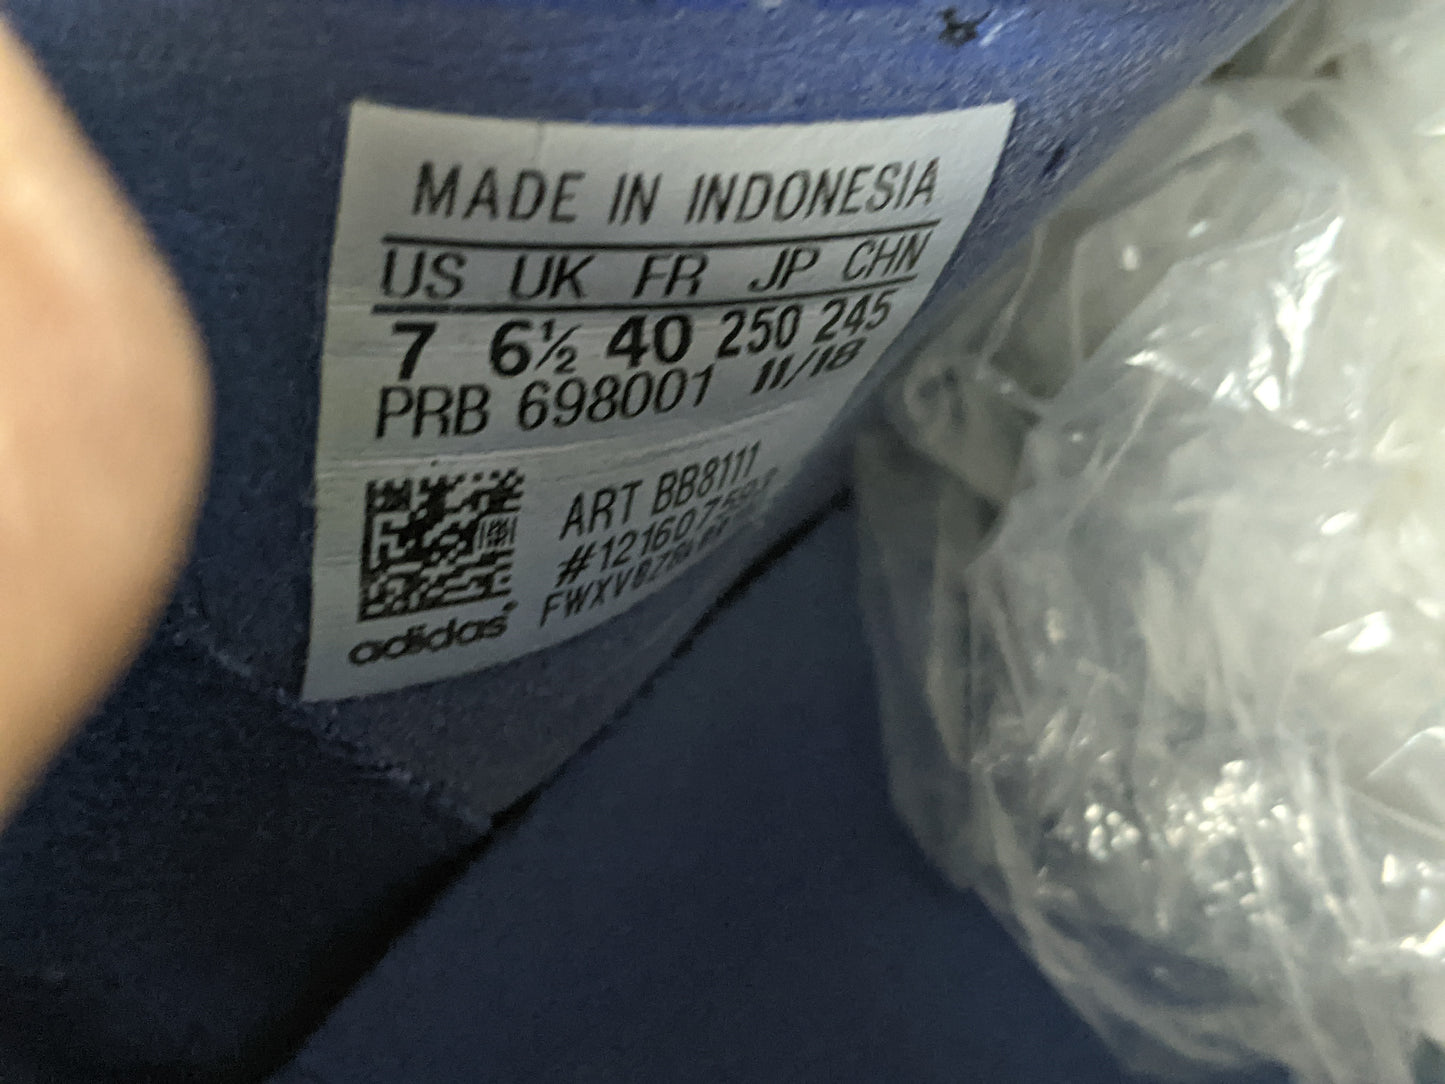 MADE IN INDONESIA
US UK FR JP CHN
7 6½ 40 250 245
PRB 698001 11/18
ART BB8111
adidas